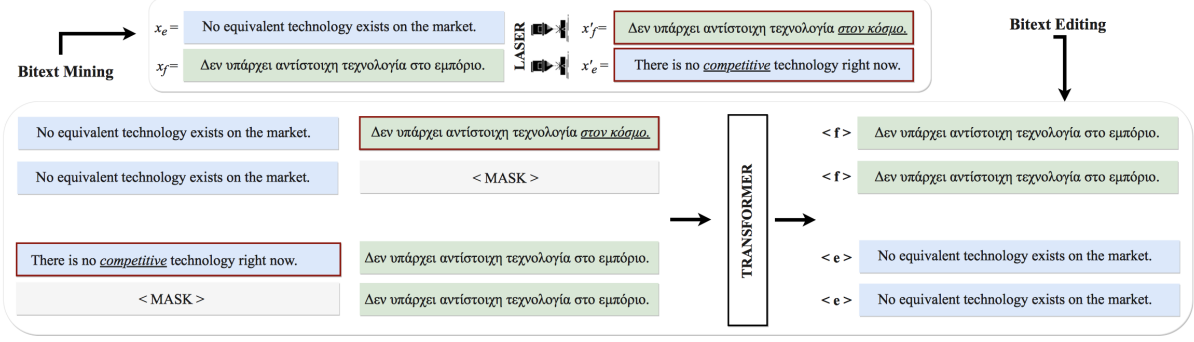 Bitext Mining
x_e = No equivalent technology exists on the market.
x_f = Δεν υπάρχει αντίστοιχη τεχνολογία στο εμπόριο.
LASER
x'_f = Δεν υπάρχει αντίστοιχη τεχνολογία στον κόσμο.
x'_e = There is no competitive technology right now.
Bitext Editing
No equivalent technology exists on the market. Δεν υπάρχει αντίστοιχη τεχνολογία στον κόσμο.
No equivalent technology exists on the market. < MASK >
There is no competitive technology right now. Δεν υπάρχει αντίστοιχη τεχνολογία στο εμπόριο.
< MASK > Δεν υπάρχει αντίστοιχη τεχνολογία στο εμπόριο.
TRANSFORMER
< f > Δεν υπάρχει αντίστοιχη τεχνολογία στο εμπόριο.
< f > Δεν υπάρχει αντίστοιχη τεχνολογία στο εμπόριο.
< e > No equivalent technology exists on the market.
< e > No equivalent technology exists on the market.